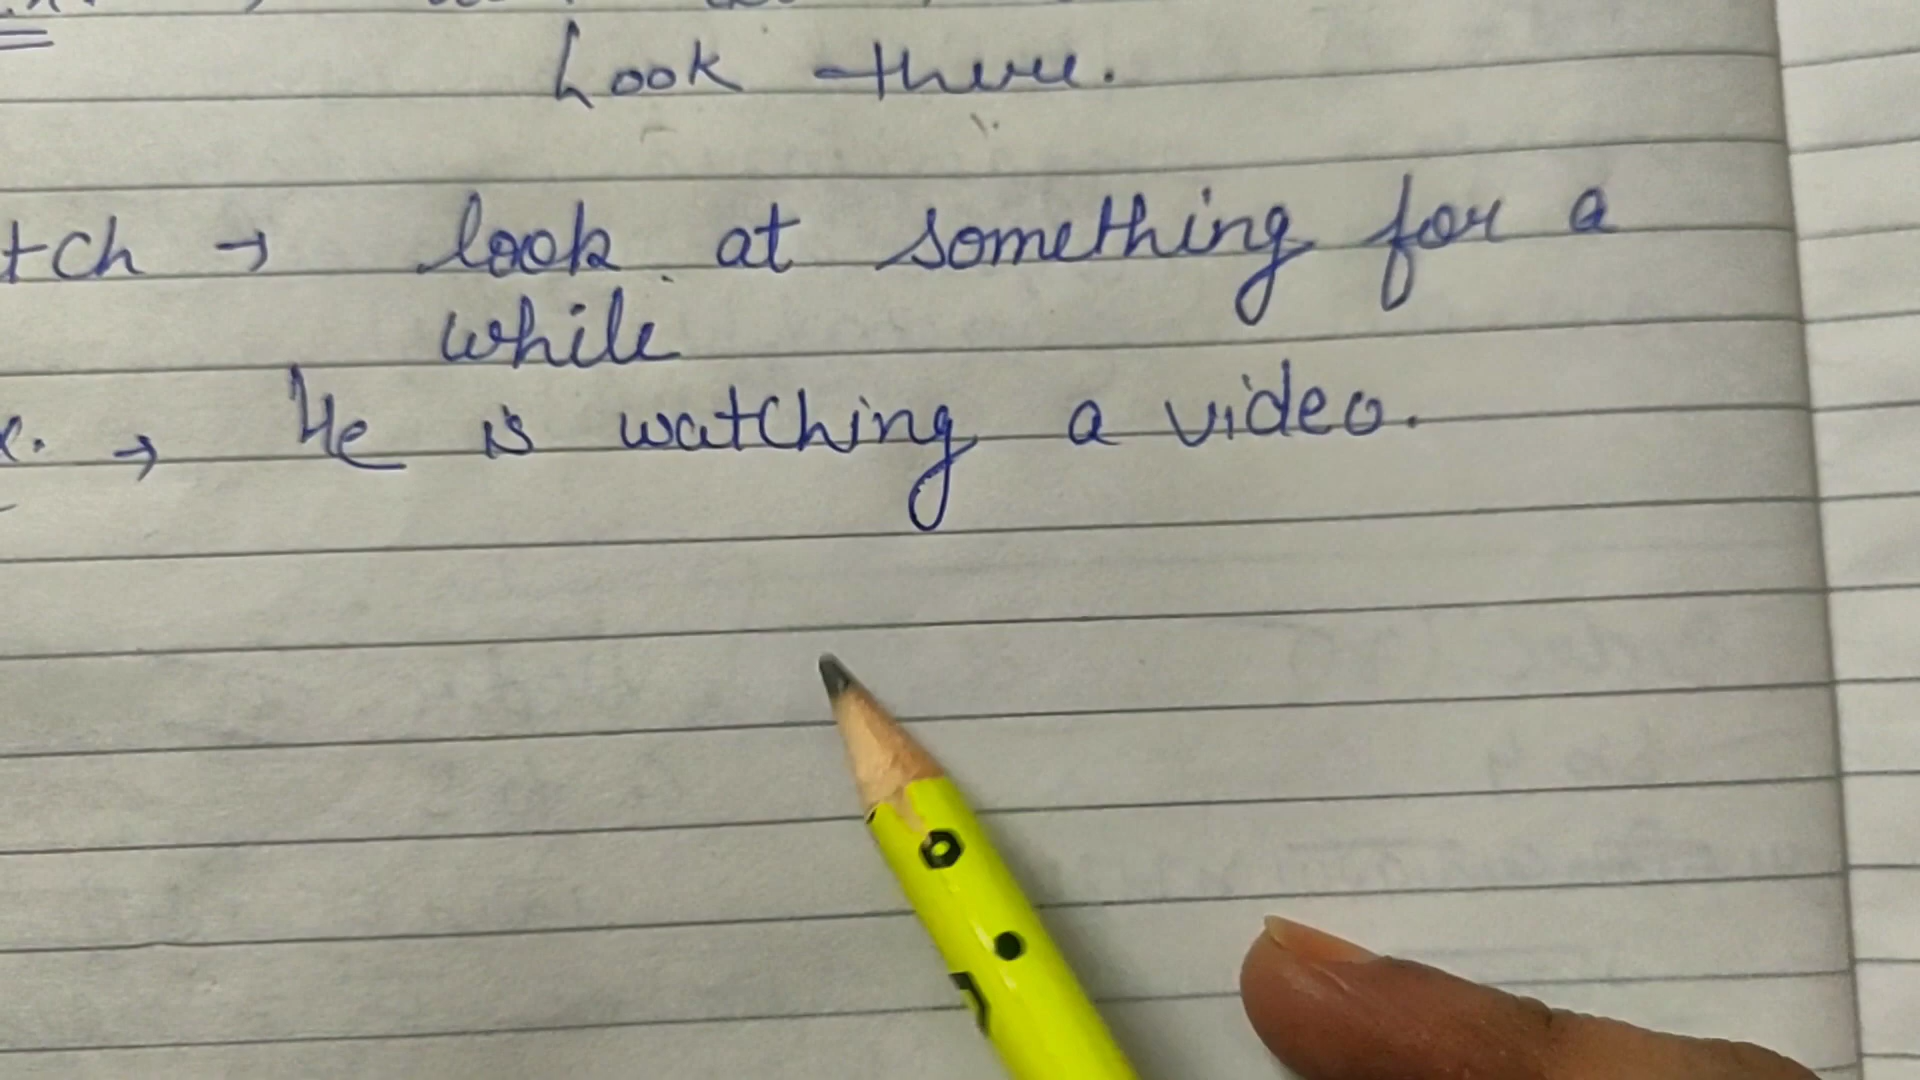 Look there.
tch → look at something for a
while
x. → He is watching a video.